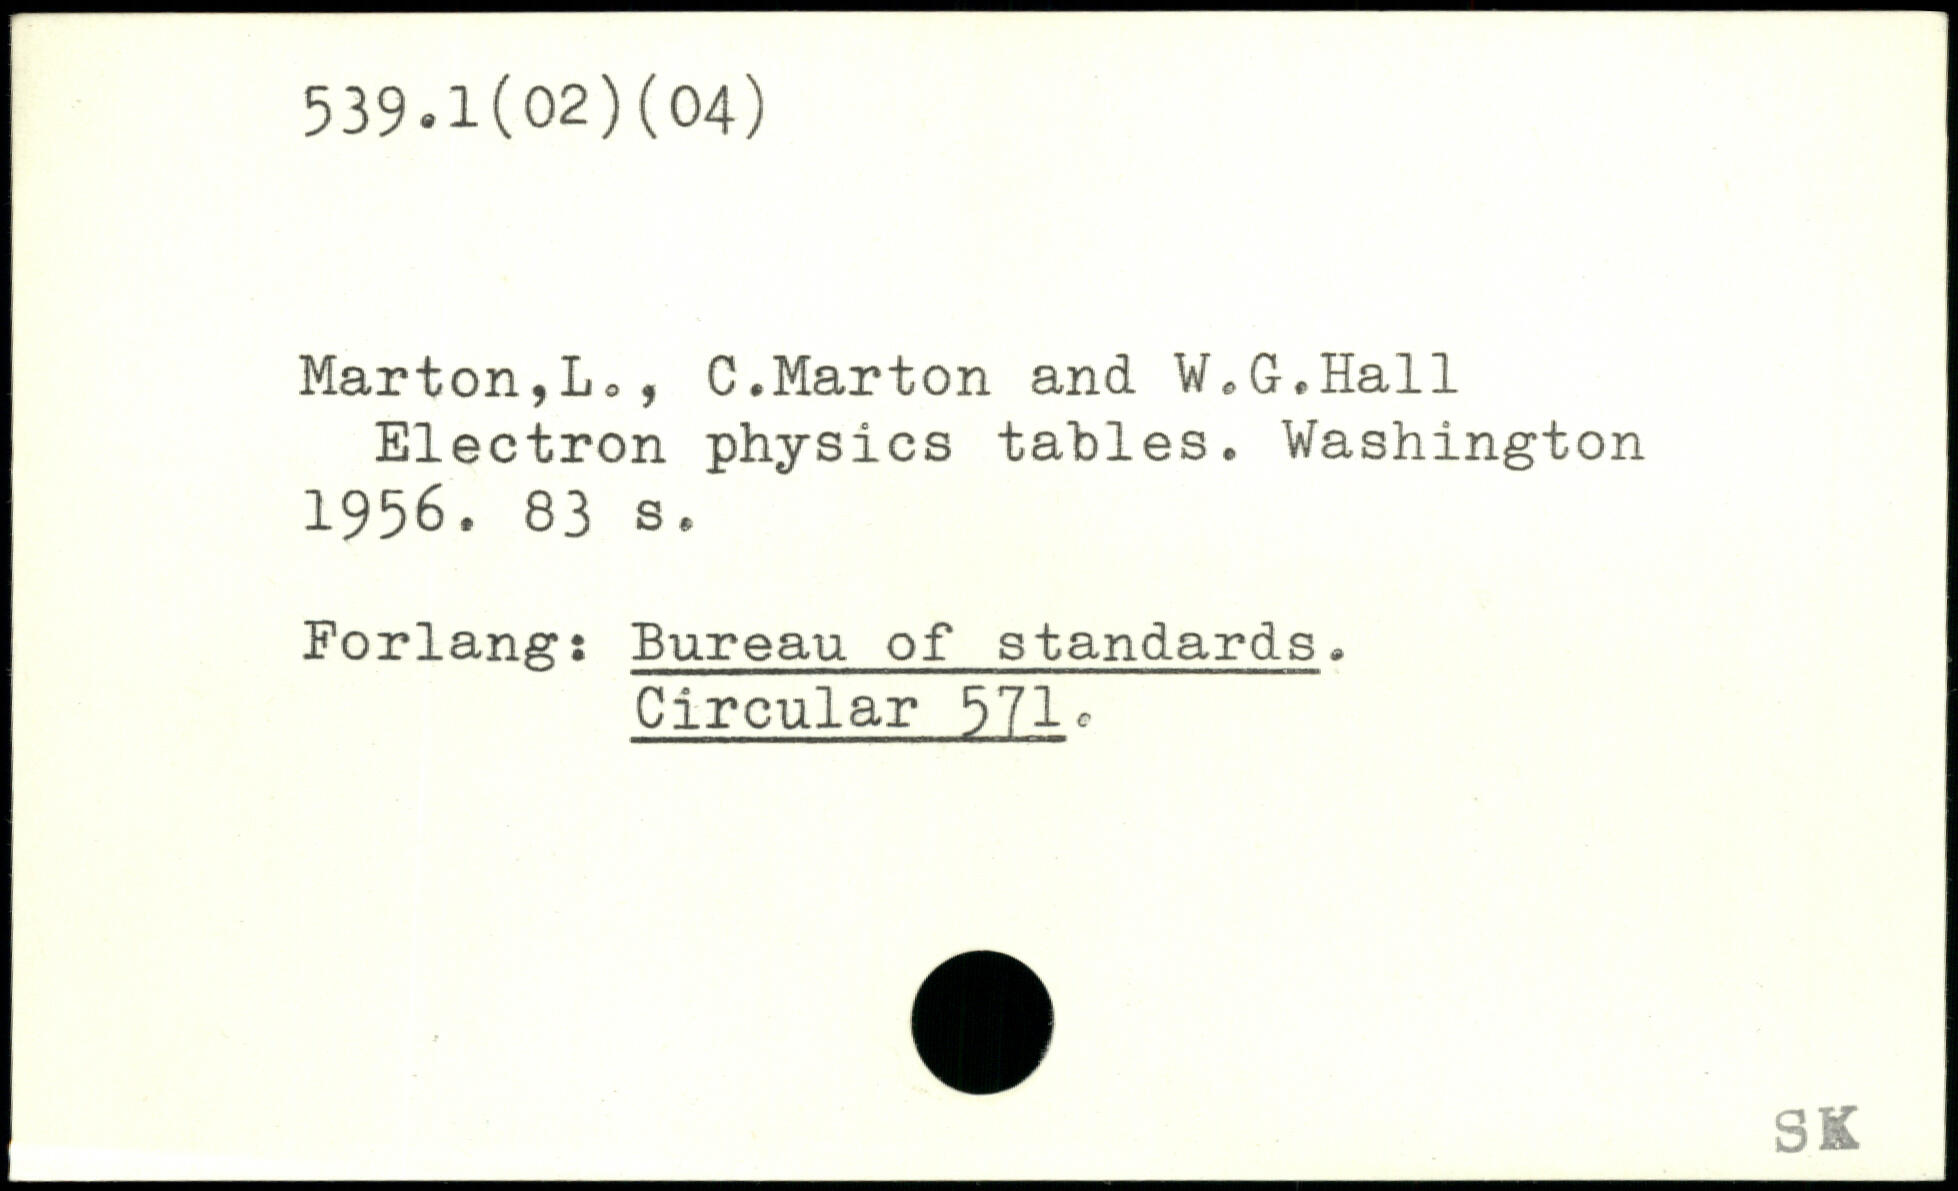 539.1(02)(04)
Marton,L., C.Marton and W.G.Hall
Electron physics tables. Washington
1956. 83 s.
Forlang: Bureau of standards.
Circular 571.
SK